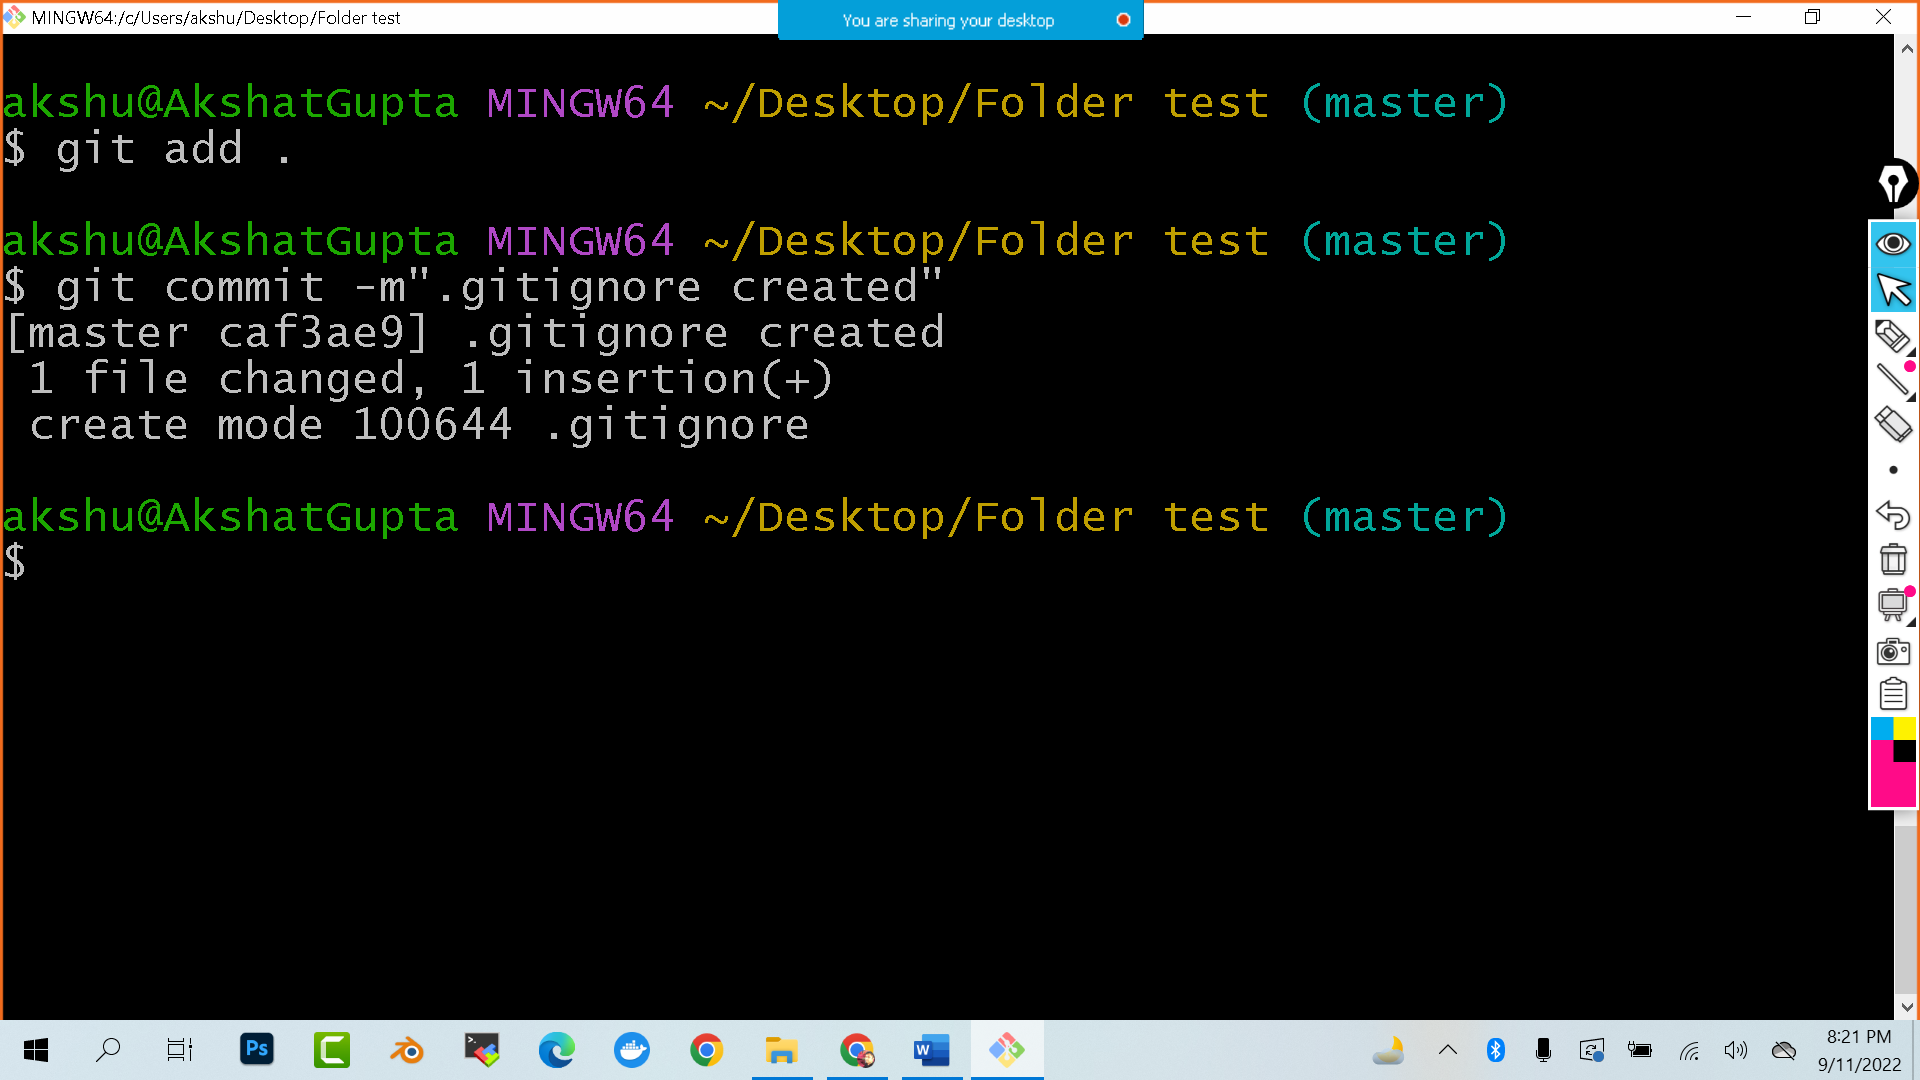 MINGW64:/c/Users/akshu/Desktop/Folder test
You are sharing your desktop
akshu@AkshatGupta MINGW64 ~/Desktop/Folder test (master)
$ git add .
akshu@AkshatGupta MINGW64 ~/Desktop/Folder test (master)
$ git commit -m".gitignore created"
[master caf3ae9] .gitignore created
 1 file changed, 1 insertion(+)
 create mode 100644 .gitignore
akshu@AkshatGupta MINGW64 ~/Desktop/Folder test (master)
$
Ps
W
8:21 PM
9/11/2022